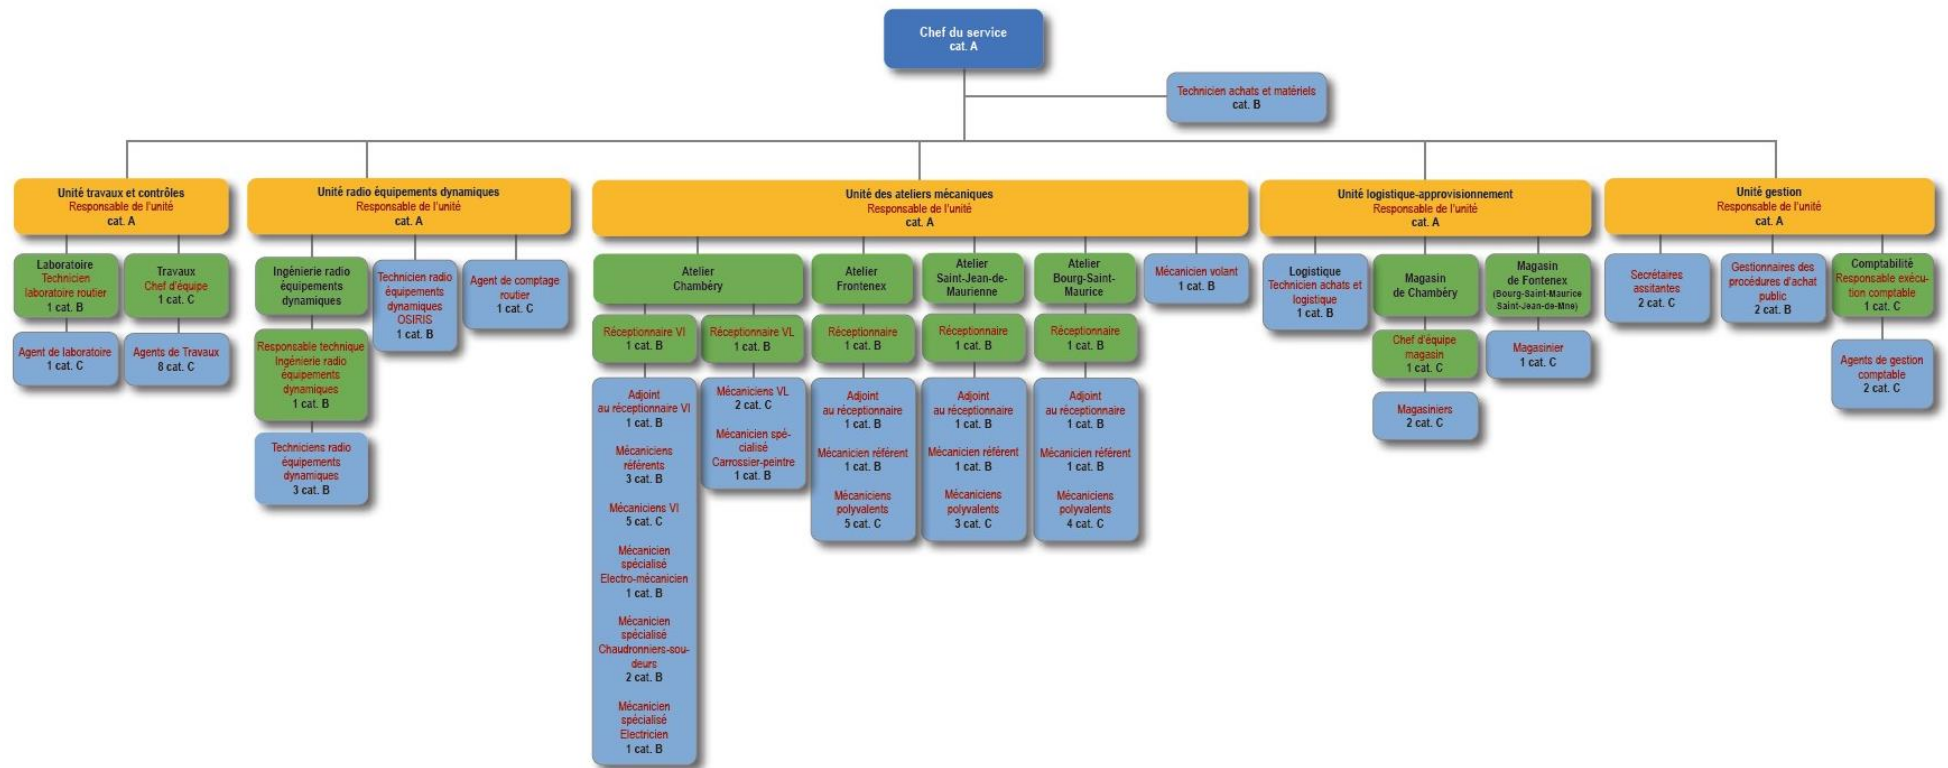 Chef du service
cat. A
Technicien achats et matériels
cat. B
Unité travaux et contrôles
Responsable de l'unité
cat. A
Laboratoire
Technicien
laboratoire routier
1 cat. B
Agent de laboratoire
1 cat. C
Travaux
Chef d'équipe
1 cat. C
Agents de Travaux
8 cat. C
Unité radio équipements dynamiques
Responsable de l'unité
cat. A
Ingénierie radio
équipements
dynamiques
Responsable technique
Ingénierie radio
équipements
dynamiques
1 cat. B
Techniciens radio
équipements
dynamiques
3 cat. B
Technicien radio
équipements
dynamiques
OSIRIS
1 cat. B
Agent de comptage
routier
1 cat. C
Unité des ateliers mécaniques
Responsable de l'unité
cat. A
Atelier
Chambéry
Réceptionnaire VI
1 cat. B
Adjoint
au réceptionnaire VI
1 cat. B
Mécaniciens
référents
3 cat. B
Mécaniciens VI
5 cat. C
Mécanicien
spécialisé
Electro-mécanicien
1 cat. B
Mécanicien
spécialisé
Chaudronniers-sou-
deurs
2 cat. B
Mécanicien
spécialisé
Electricien
1 cat. B
Réceptionnaire VL
1 cat. B
Mécaniciens VL
2 cat. C
Mécanicien spé-
cialisé
Carrossier-peintre
1 cat. B
Atelier
Frontenex
Réceptionnaire
1 cat. B
Adjoint
au réceptionnaire
1 cat. B
Mécanicien référent
1 cat. B
Mécaniciens
polyvalents
5 cat. C
Atelier
Saint-Jean-de-
Maurienne
Réceptionnaire
1 cat. B
Adjoint
au réceptionnaire
1 cat. B
Mécanicien référent
1 cat. B
Mécaniciens
polyvalents
3 cat. C
Atelier
Bourg-Saint-
Maurice
Réceptionnaire
1 cat. B
Adjoint
au réceptionnaire
1 cat. B
Mécanicien référent
1 cat. B
Mécaniciens
polyvalents
4 cat. C
Mécanicien volant
1 cat. B
Unité logistique-approvisionnement
Responsable de l'unité
cat. A
Logistique
Technicien achats et
logistique
1 cat. B
Magasin
de Chambéry
Chef d'équipe
magasin
1 cat. C
Magasiniers
2 cat. C
Magasin
de Fontenex
(Bourg-Saint-Maurice
Saint-Jean-de-Mne)
Magasinier
1 cat. C
Unité gestion
Responsable de l'unité
cat. A
Secrétaires
assitantes
2 cat. C
Gestionnaires des
procédures d'achat
public
2 cat. B
Comptabilité
Responsable exécu-
tion comptable
1 cat. C
Agents de gestion
comptable
2 cat. C